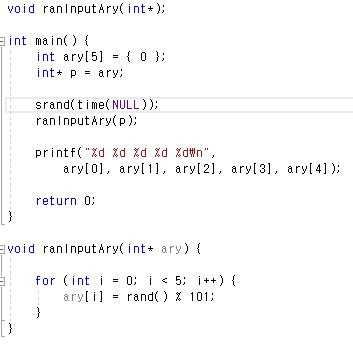 void ranInputAry(int*);
int main() {
int ary[5] = { 0 };
int* p = ary;
srand(time(NULL));
ranInputAry(p);
printf("%d %d %d %d %d₩n",
ary[0], ary[1], ary[2], ary[3], ary[4]);
return 0;
}
void ranInputAry(int* ary) {
for (int i = 0; i < 5; i++) {
ary[i] = rand() % 101;
}
}